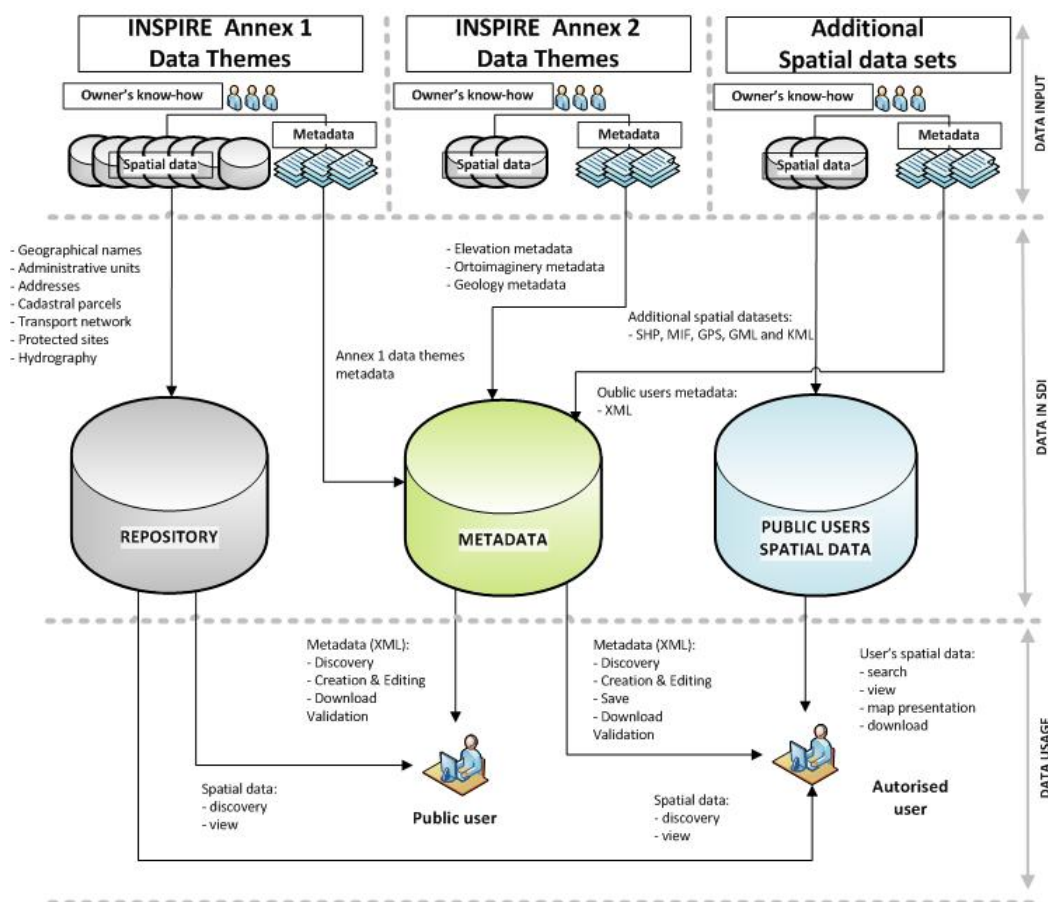 INSPIRE Annex 1
Data Themes
INSPIRE Annex 2
Data Themes
Additional
Spatial data sets
Owner's know-how
Metadata
Spatial data
Owner's know-how
Metadata
Spatial data
Owner's know-how
Metadata
Spatial data
DATA INPUT
- Geographical names
- Administrative units
- Addresses
- Cadastral parcels
- Transport network
- Protected sites
- Hydrography
Annex 1 data themes
metadata
- Elevation metadata
- Ortoimaginery metadata
- Geology metadata
Additional spatial datasets:
- SHP, MIF, GPS, GML and KML
Oublic users metadata:
- XML
REPOSITORY
METADATA
PUBLIC USERS
SPATIAL DATA
DATA IN SDI
Metadata (XML):
- Discovery
- Creation & Editing
- Download
Validation
Metadata (XML):
- Discovery
- Creation & Editing
- Save
- Download
Validation
User's spatial data:
- search
- view
- map presentation
- download
Spatial data:
- discovery
- view
Public user
Spatial data:
- discovery
- view
Autorised
user
DATA USAGE